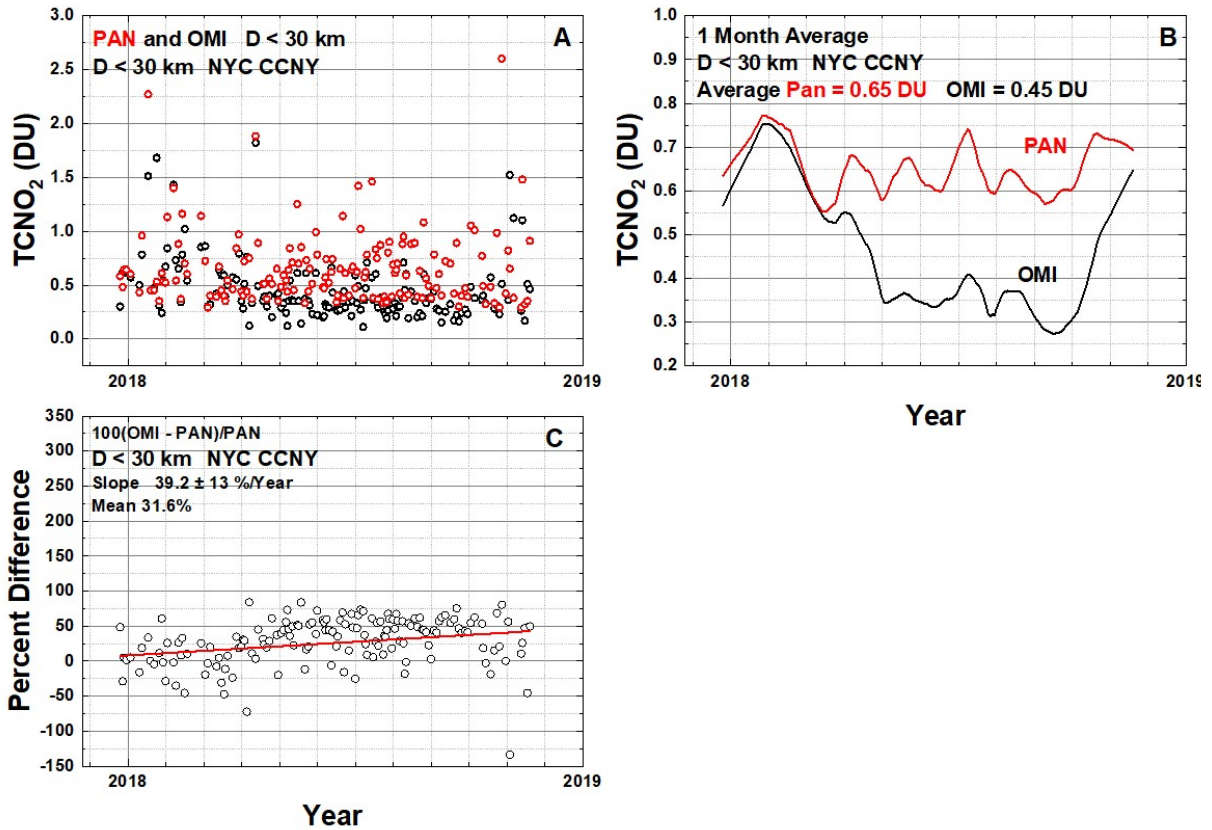 PAN and OMI D < 30 km
D < 30 km NYC CCNY
A
3.0
2.5
2.0
1.5
1.0
0.5
0.0
TCNO2 (DU)
2018
2019
1 Month Average
D < 30 km NYC CCNY
Average Pan = 0.65 DU OMI = 0.45 DU
B
PAN
OMI
1.0
0.9
0.8
0.7
0.6
0.5
0.4
0.3
0.2
TCNO2 (DU)
2018
2019
Year
100(OMI - PAN)/PAN
D < 30 km NYC CCNY
Slope 39.2 ± 13 %/Year
Mean 31.6%
C
350
300
250
200
150
100
50
0
-50
-100
-150
Percent Difference
2018
2019
Year